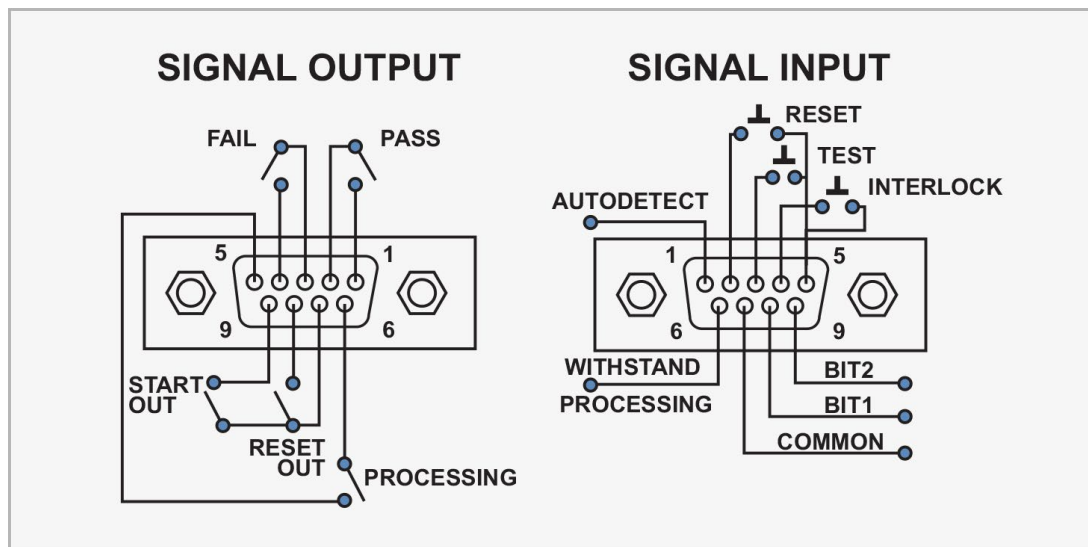 SIGNAL OUTPUT
FAIL
PASS
5
1
9
6
START
OUT
RESET
OUT
PROCESSING
SIGNAL INPUT
RESET
TEST
INTERLOCK
AUTODETECT
1
5
6
9
WITHSTAND
PROCESSING
BIT2
BIT1
COMMON